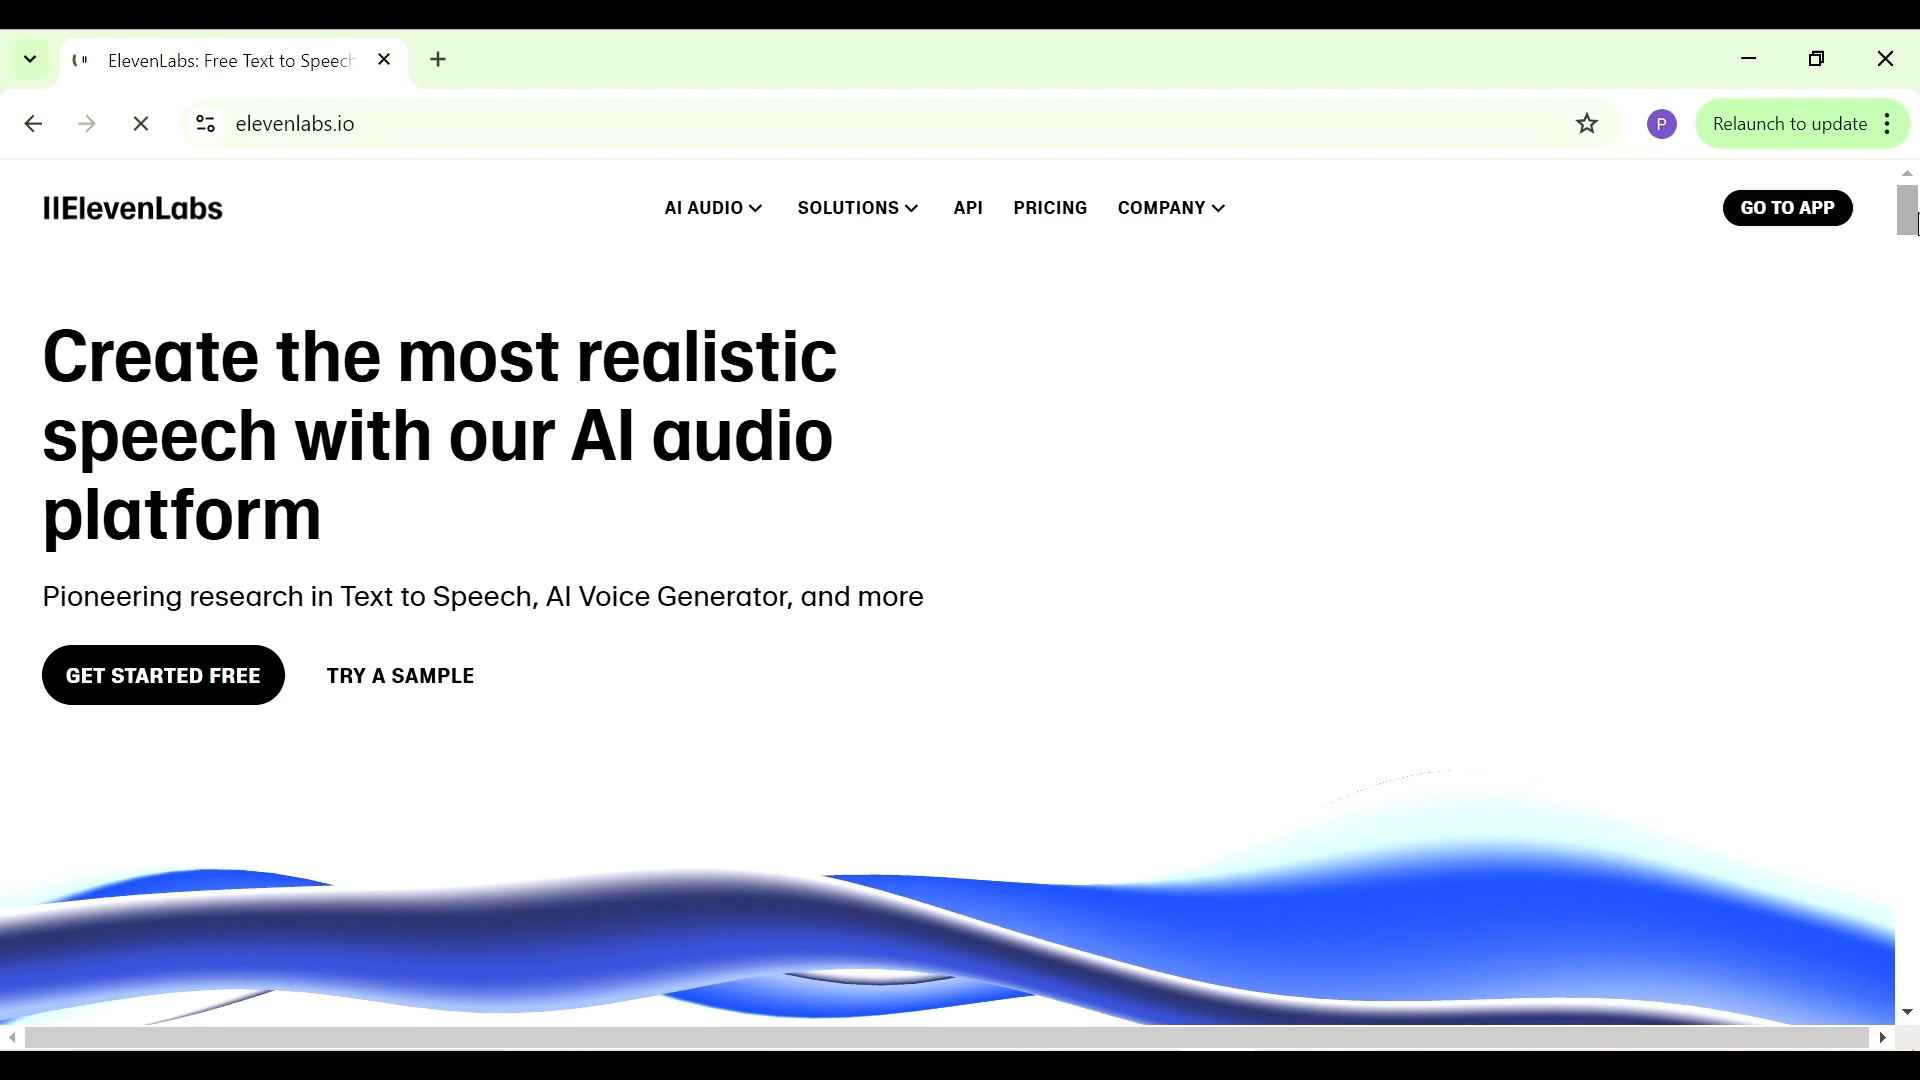 ElevenLabs: Free Text to Speech
elevenlabs.io
P
Relaunch to update
IIElevenLabs
AI AUDIO
SOLUTIONS
API
PRICING
COMPANY
GO TO APP
Create the most realistic
speech with our AI audio
platform
Pioneering research in Text to Speech, AI Voice Generator, and more
GET STARTED FREE
TRY A SAMPLE